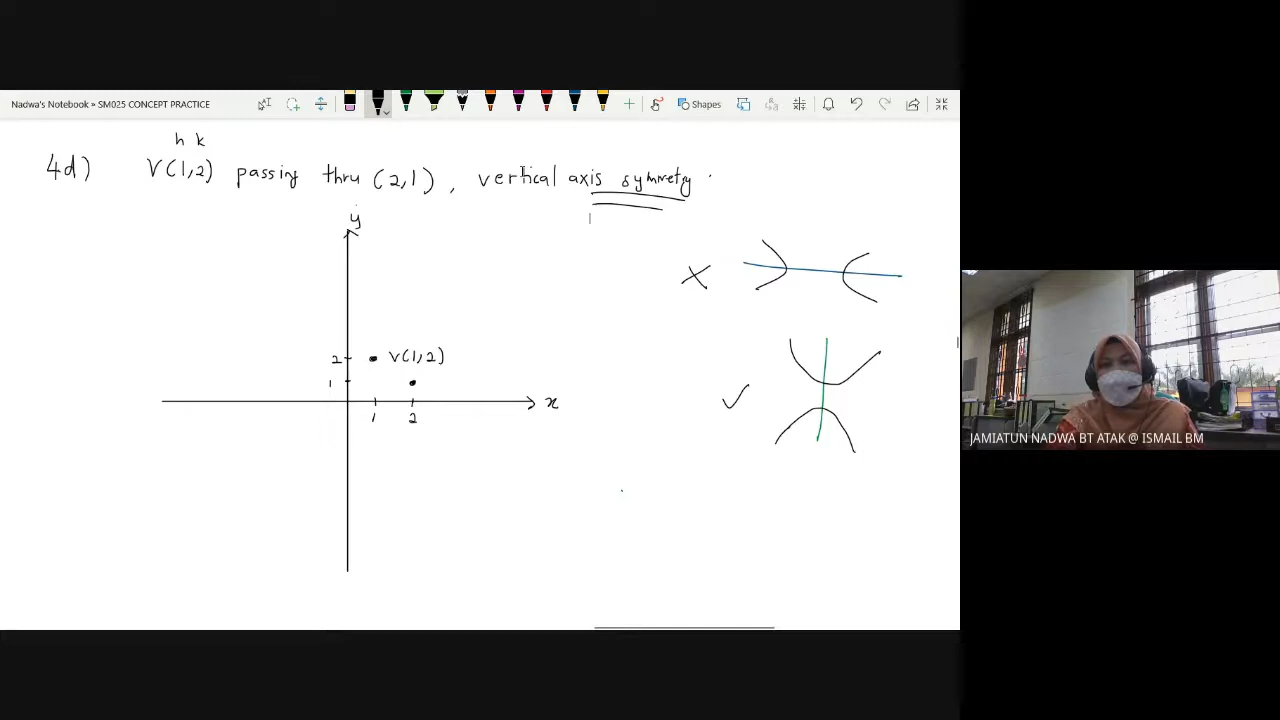 Nadwa's Notebook » SM025 CONCEPT PRACTICE
Shapes
h k
4d) V(1,2) passing thru (2,1), vertical axis symmetry.
y
2 V(1,2)
1
x
1 2
JAMIATUN NADWA BT ATAK @ ISMAIL BM